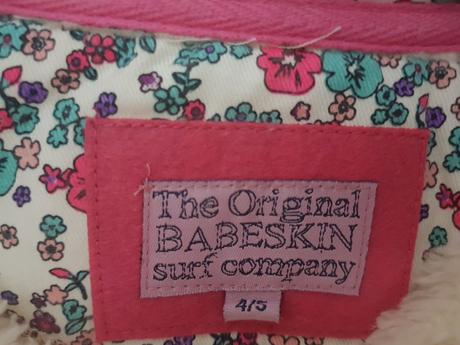 The Original
BABESKIN
surf company
4/5